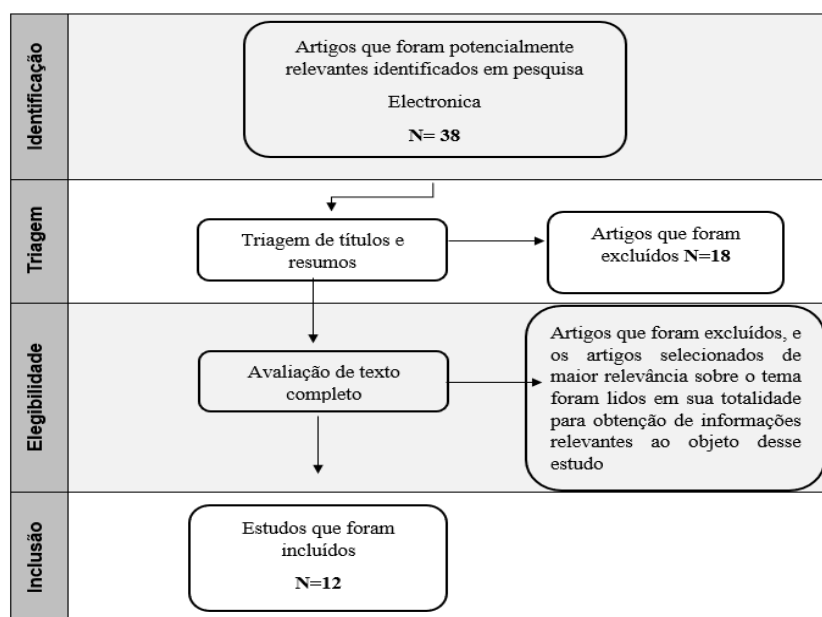 Identificação
Artigos que foram potencialmente
relevantes identificados em pesquisa
Electronica
N= 38
Triagem
Triagem de títulos e
resumos
Artigos que foram
excluídos N=18
Elegibilidade
Avaliação de texto
completo
Artigos que foram excluídos, e
os artigos selecionados de
maior relevância sobre o tema
foram lidos em sua totalidade
para obtenção de informações
relevantes ao objeto desse
estudo
Inclusão
Estudos que foram
incluídos
N=12